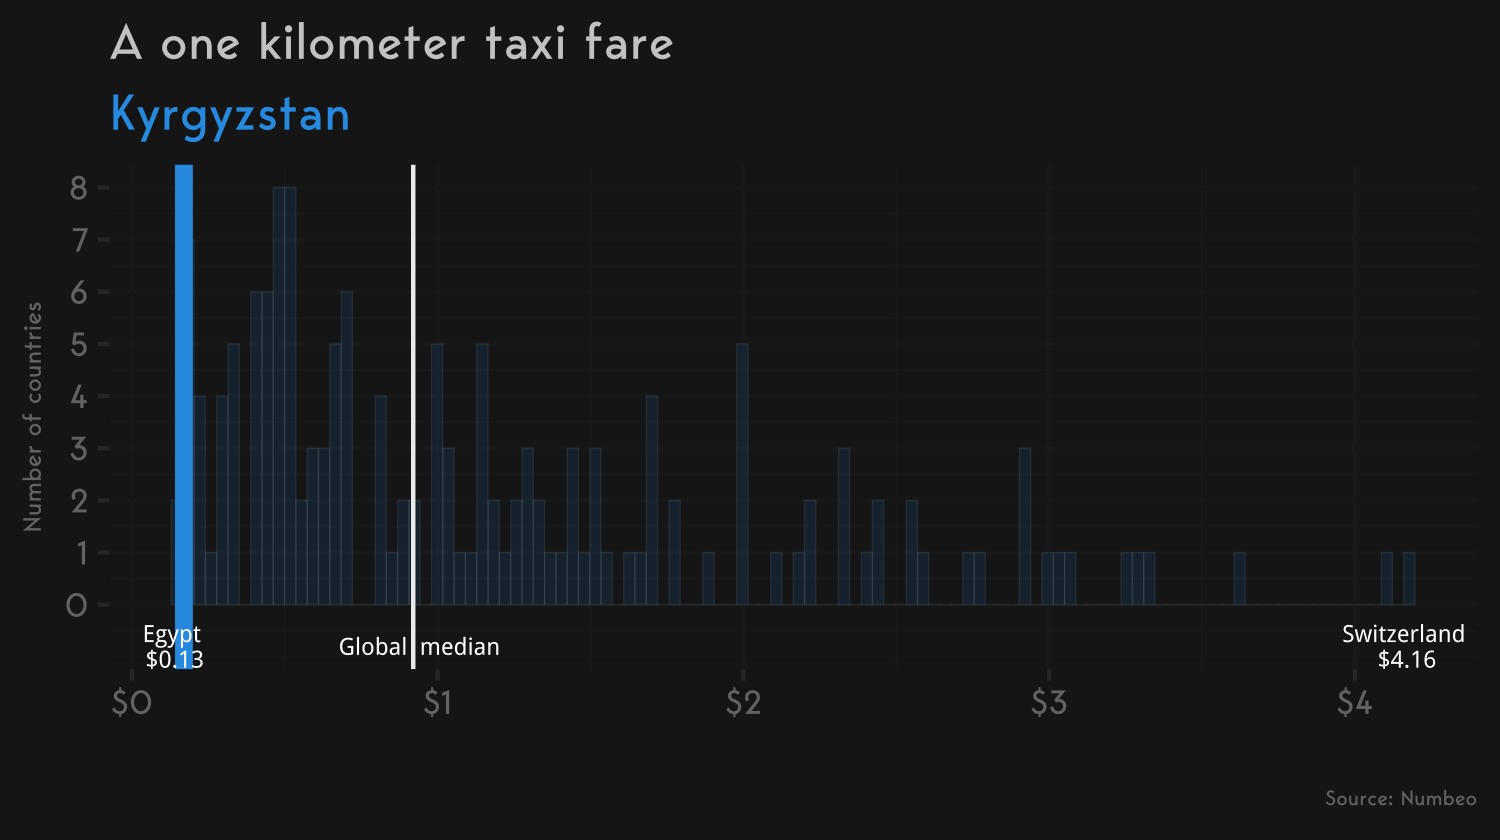 A one kilometer taxi fare
Kyrgyzstan
Number of countries
8
7
6
5
4
3
2
1
0
Egypt
$0.13
Global median
Switzerland
$4.16
$0
$1
$2
$3
$4
Source: Numbeo